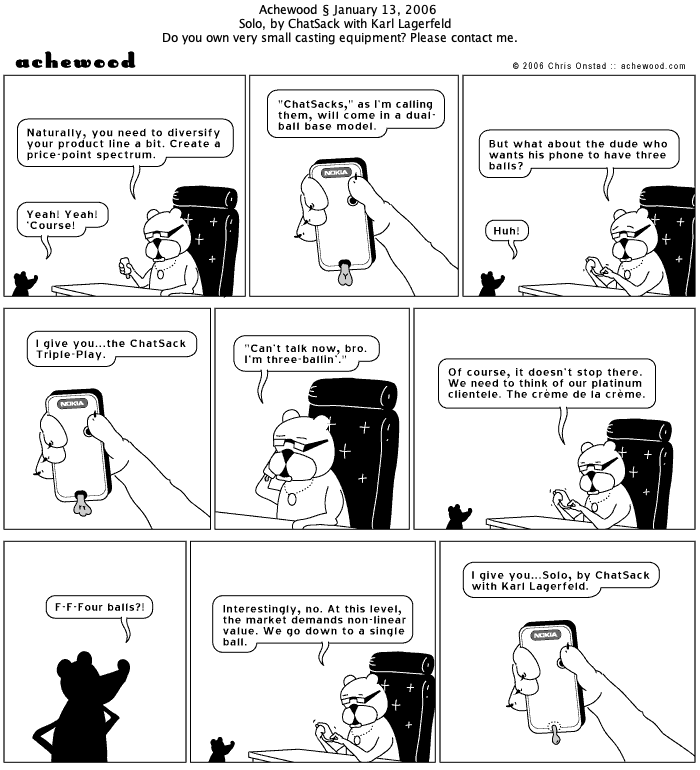 Achewood § January 13, 2006
Solo, by ChatSack with Karl Lagerfeld
Do you own very small casting equipment? Please contact me.
achewood
© 2006 Chris Onstad :: achewood.com
Naturally, you need to diversify
your product line a bit. Create a
price-point spectrum.
Yeah! Yeah!
'Course!
"ChatSacks," as I'm calling
them, will come in a dual-
ball base model.
NOKIA
But what about the dude who
wants his phone to have three
balls?
Huh!
I give you...the ChatSack
Triple-Play.
NOKIA
"Can't talk now, bro.
I'm three-ballin'."
Of course, it doesn't stop there.
We need to think of our platinum
clientele. The crème de la crème.
F-F-Four balls?!
Interestingly, no. At this level,
the market demands non-linear
value. We go down to a single
ball.
I give you...Solo, by ChatSack
with Karl Lagerfeld.
NOKIA